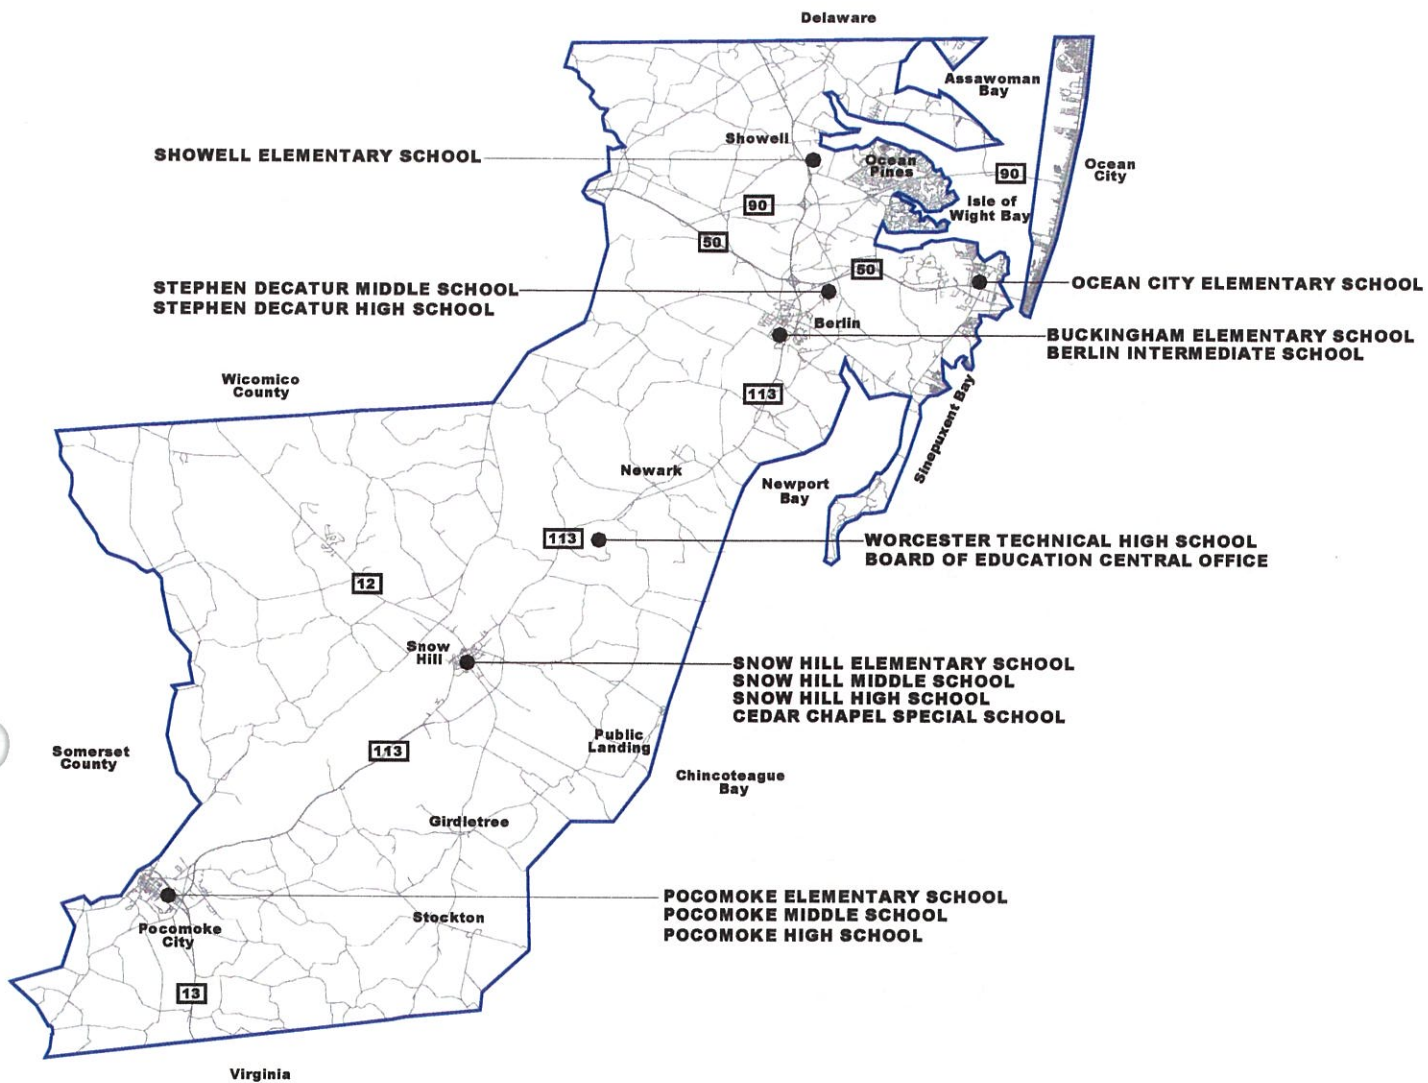 Delaware
Assawoman
Bay
Showell
SHOWELL ELEMENTARY SCHOOL
Ocean
Pines
90
Ocean
City
90
Isle of
Wight Bay
50
50
STEPHEN DECATUR MIDDLE SCHOOL
STEPHEN DECATUR HIGH SCHOOL
OCEAN CITY ELEMENTARY SCHOOL
Berlin
BUCKINGHAM ELEMENTARY SCHOOL
BERLIN INTERMEDIATE SCHOOL
Wicomico
County
113
Sinepuxent Bay
Newark
Newport
Bay
113
WORCESTER TECHNICAL HIGH SCHOOL
BOARD OF EDUCATION CENTRAL OFFICE
12
Snow
Hill
SNOW HILL ELEMENTARY SCHOOL
SNOW HILL MIDDLE SCHOOL
SNOW HILL HIGH SCHOOL
CEDAR CHAPEL SPECIAL SCHOOL
Somerset
County
113
Public
Landing
Chincoteague
Bay
Girdletree
POCOMOKE ELEMENTARY SCHOOL
POCOMOKE MIDDLE SCHOOL
POCOMOKE HIGH SCHOOL
Stockton
Pocomoke
City
13
Virginia